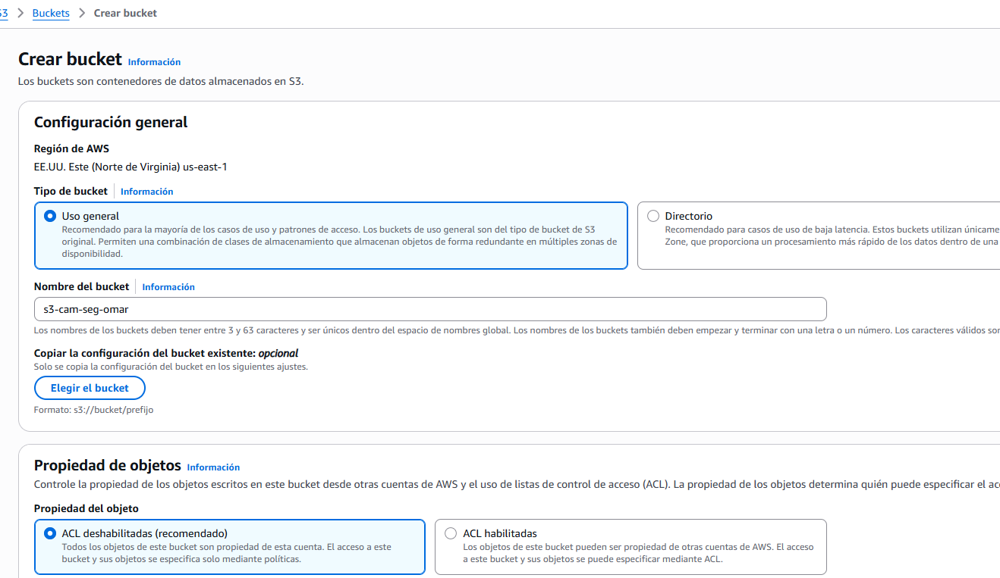 S3 > Buckets > Crear bucket
Crear bucket Información
Los buckets son contenedores de datos almacenados en S3.
Configuración general
Región de AWS
EE.UU. Este (Norte de Virginia) us-east-1
Tipo de bucket Información
Uso general
Recomendado para la mayoría de los casos de uso y patrones de acceso. Los buckets de uso general son del tipo de bucket de S3
original. Permiten una combinación de clases de almacenamiento que almacenan objetos de forma redundante en múltiples zonas de
disponibilidad.
Directorio
Recomendado para casos de uso de baja latencia. Estos buckets utilizan únicame
Zone, que proporciona un procesamiento más rápido de los datos dentro de una
Nombre del bucket Información
s3-cam-seg-omar
Los nombres de los buckets deben tener entre 3 y 63 caracteres y ser únicos dentro del espacio de nombres global. Los nombres de los buckets también deben empezar y terminar con una letra o un número. Los caracteres válidos son
Copiar la configuración del bucket existente: opcional
Solo se copia la configuración del bucket en los siguientes ajustes.
Elegir el bucket
Formato: s3://bucket/prefijo
Propiedad de objetos Información
Controle la propiedad de los objetos escritos en este bucket desde otras cuentas de AWS y el uso de listas de control de acceso (ACL). La propiedad de los objetos determina quién puede especificar el acc
Propiedad del objeto
ACL deshabilitadas (recomendado)
Todos los objetos de este bucket son propiedad de esta cuenta. El acceso a este
bucket y sus objetos se especifica solo mediante políticas.
ACL habilitadas
Los objetos de este bucket pueden ser propiedad de otras cuentas de AWS. El acceso
a este bucket y sus objetos se puede especificar mediante ACL.